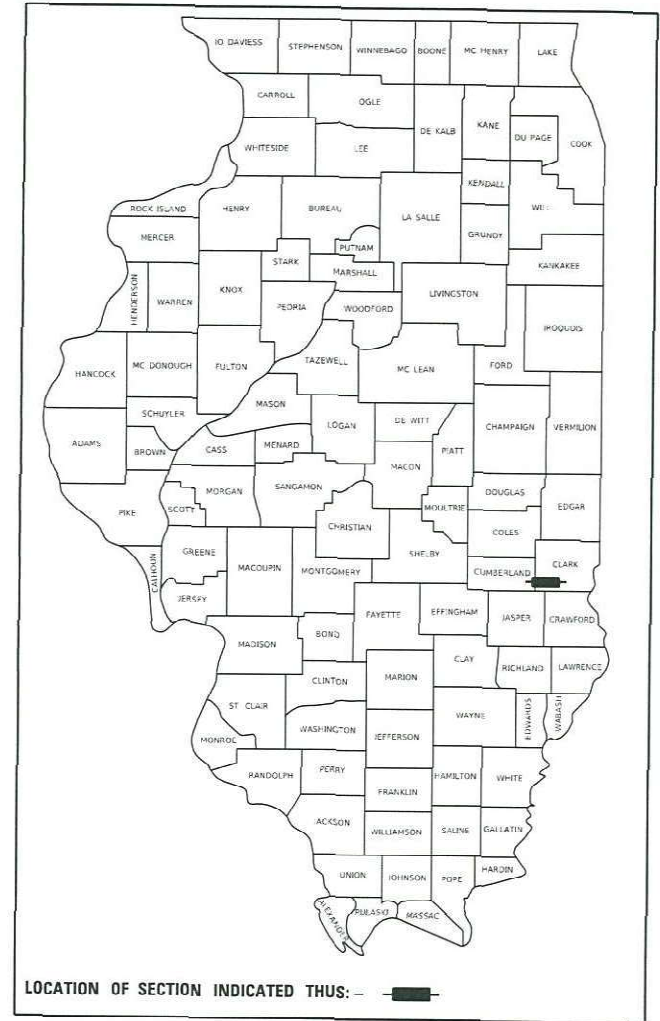 JO DAVIESS STEPHENSON WINNEBAGO BOONE MC HENRY LAKE
CARROLL OGLE DE KALB KANE DU PAGE COOK
WHITESIDE LEE
KENDALL
ROCK ISLAND HENRY BUREAU LA SALLE WILL
MERCER PUTNAM GRUNDY
STARK MARSHALL KANKAKEE
HENDERSON WARREN KNOX PEORIA WOODFORD LIVINGSTON
IROQUOIS
HANCOCK MC DONOUGH FULTON TAZEWELL MC LEAN FORD
SCHUYLER MASON LOGAN DE WITT CHAMPAIGN VERMILION
ADAMS BROWN CASS MENARD MACON PIATT
PIKE SCOTT MORGAN SANGAMON CHRISTIAN MOULTRIE DOUGLAS EDGAR
COLES
CALHOUN GREENE MACOUPIN MONTGOMERY SHELBY CUMBERLAND CLARK
JERSEY
MADISON BOND FAYETTE EFFINGHAM JASPER CRAWFORD
CLINTON MARION CLAY RICHLAND LAWRENCE
ST CLAIR WASHINGTON JEFFERSON WAYNE EDWARDS WABASH
MONROE
RANDOLPH PERRY FRANKLIN HAMILTON WHITE
ACKSON WILLIAMSON SALINE GALLATIN
UNION JOHNSON POPE HARDIN
ALEXANDER PULASKI MASSAC
LOCATION OF SECTION INDICATED THUS: –